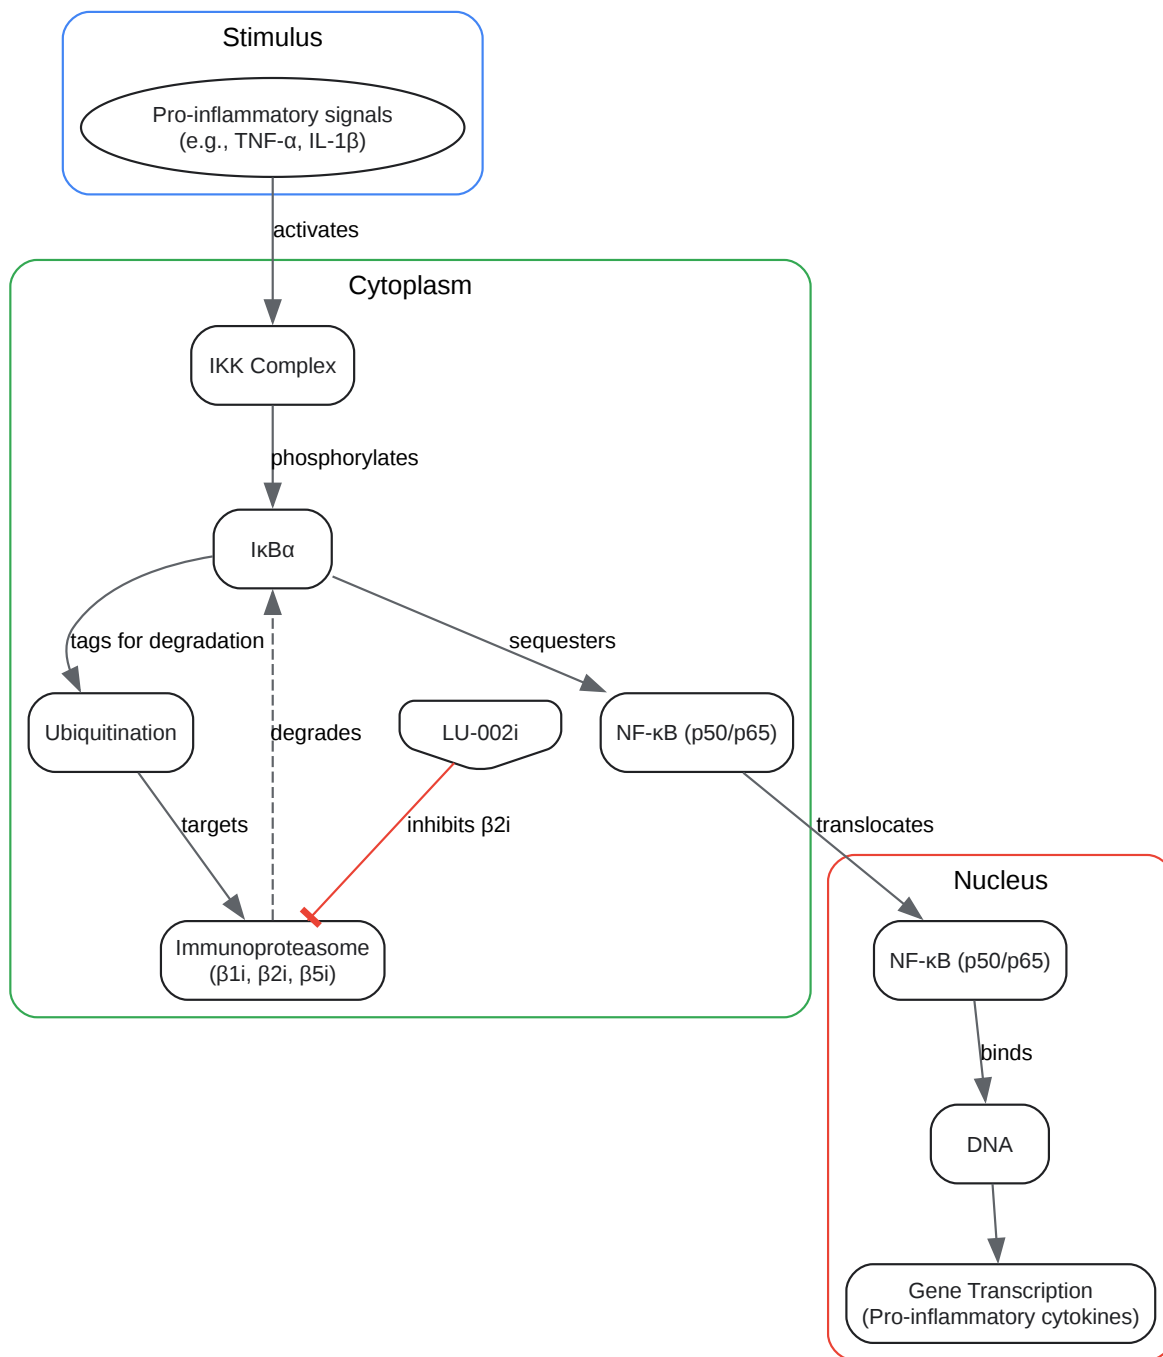 Stimulus
Pro-inflammatory signals
(e.g., TNF-α, IL-1β)
activates
Cytoplasm
IKK Complex
phosphorylates
IκBα
tags for degradation
sequesters
Ubiquitination
degrades
LU-002i
NF-κB (p50/p65)
targets
inhibits β2i
translocates
Nucleus
Immunoproteasome
(β1i, β2i, β5i)
NF-κB (p50/p65)
binds
DNA
Gene Transcription
(Pro-inflammatory cytokines)